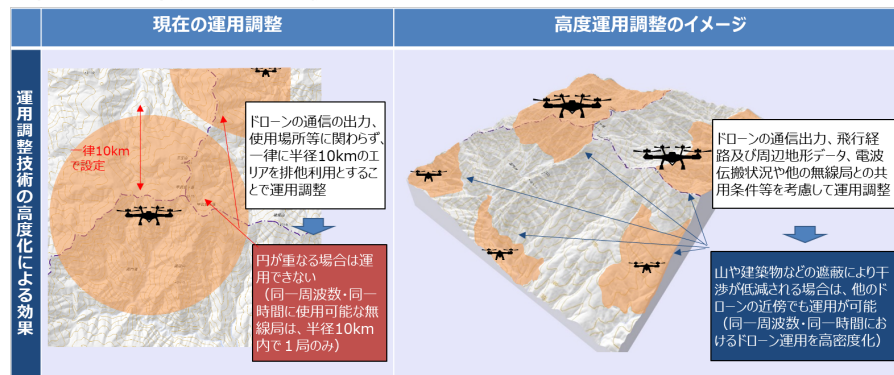 現在の運用調整
高度運用調整のイメージ
運用調整技術の高度化による効果
一律10km
で設定
ドローンの通信の出力、
使用場所等に関わらず、
一律に半径10kmのエ
リアを排他利用とするこ
とで運用調整
円が重なる場合は運
用できない
（同一周波数・同一
時間に使用可能な無
線局は、半径10km
内で１局のみ）
ドローンの通信出力、飛行経
路及び周辺地形データ、電波
伝搬状況や他の無線局との共
用条件等を考慮して運用調整
山や建築物などの遮蔽により干
渉が低減される場合は、他のド
ローンの近傍でも運用が可能
（同一周波数・同一時間にお
けるドローン運用を高密度化）